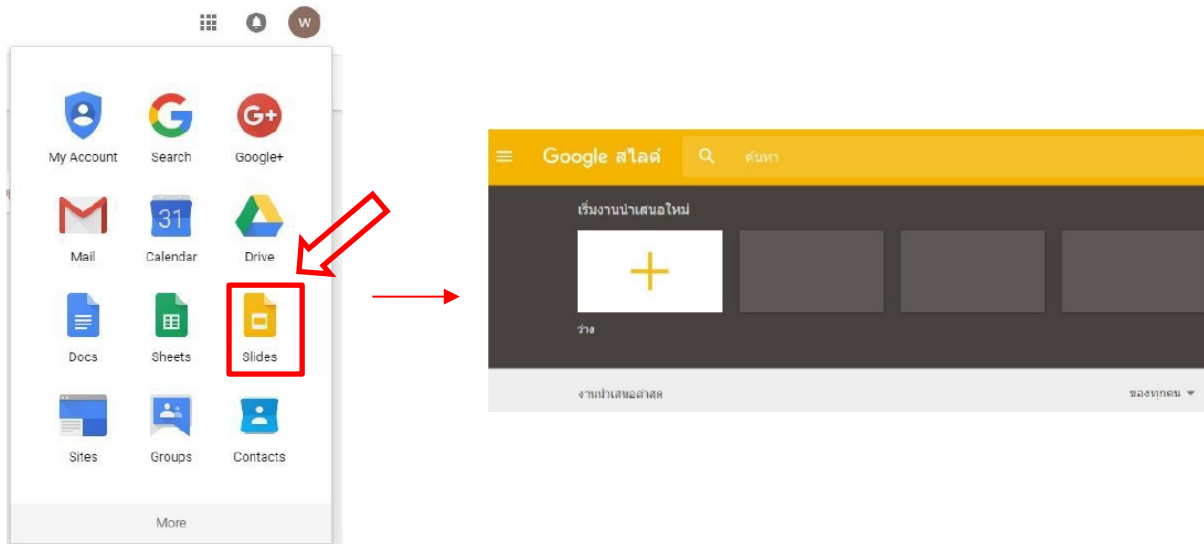 W
My Account Search Google+
G+
31
Mail Calendar Drive
Docs Sheets Slides
Sites Groups Contacts
More
Google สไลด์ ค้นหา
เริ่มงานนำเสนอใหม่
ว่าง
งานนำเสนอล่าสุด ของทุกคน